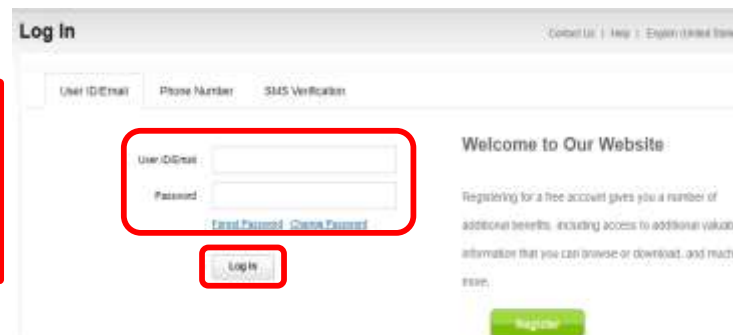 Log In
Contact Us | Help | English (United State
User ID/Email Phone Number SMS Verification
User ID/Email
Password
Forgot Password Change Password
Log In
Welcome to Our Website
Registering for a free account gives you a number of
additional benefits, including access to additional valuab
information that you can browse or download, and much
more.
Register